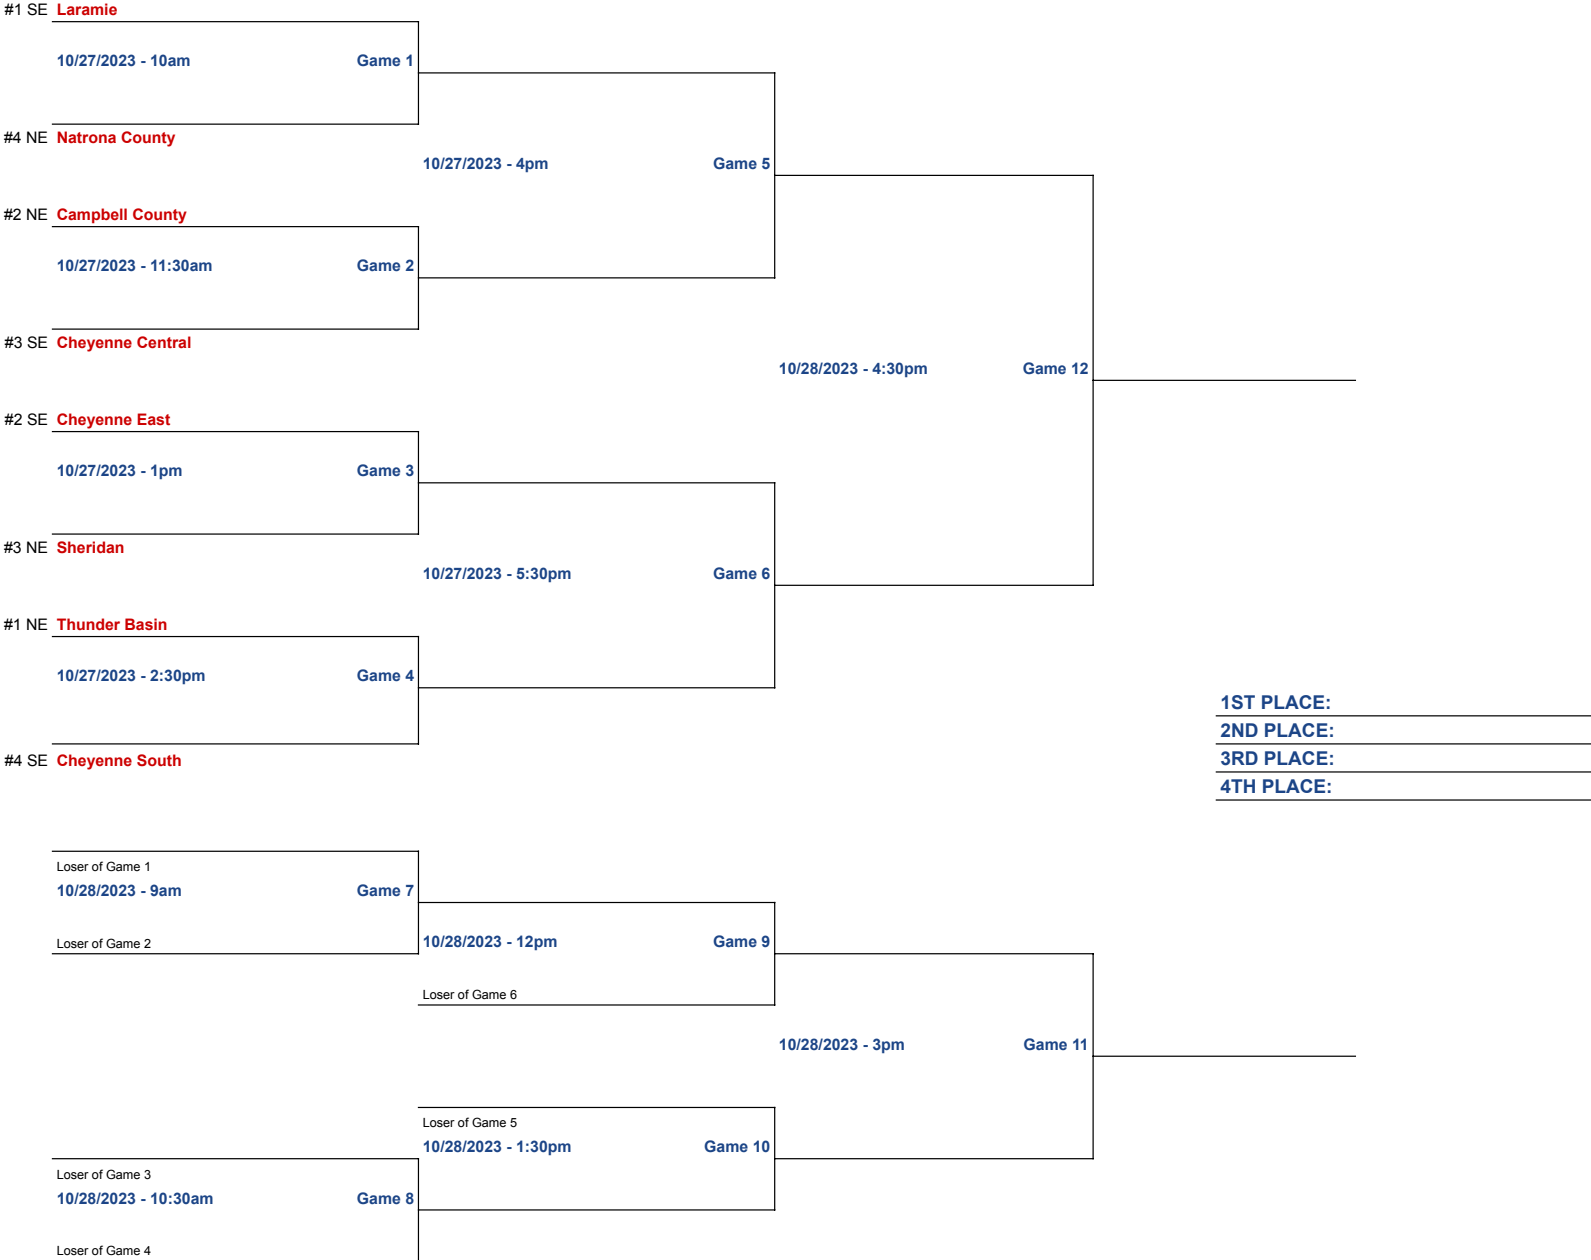 #1 SE Laramie
10/27/2023 - 10am Game 1
#4 NE Natrona County
10/27/2023 - 4pm Game 5
#2 NE Campbell County
10/27/2023 - 11:30am Game 2
#3 SE Cheyenne Central
10/28/2023 - 4:30pm Game 12
#2 SE Cheyenne East
10/27/2023 - 1pm Game 3
#3 NE Sheridan
10/27/2023 - 5:30pm Game 6
#1 NE Thunder Basin
10/27/2023 - 2:30pm Game 4
1ST PLACE:
2ND PLACE:
3RD PLACE:
4TH PLACE:
#4 SE Cheyenne South
Loser of Game 1
10/28/2023 - 9am Game 7
Loser of Game 2
10/28/2023 - 12pm Game 9
Loser of Game 6
10/28/2023 - 3pm Game 11
Loser of Game 5
10/28/2023 - 1:30pm Game 10
Loser of Game 3
10/28/2023 - 10:30am Game 8
Loser of Game 4